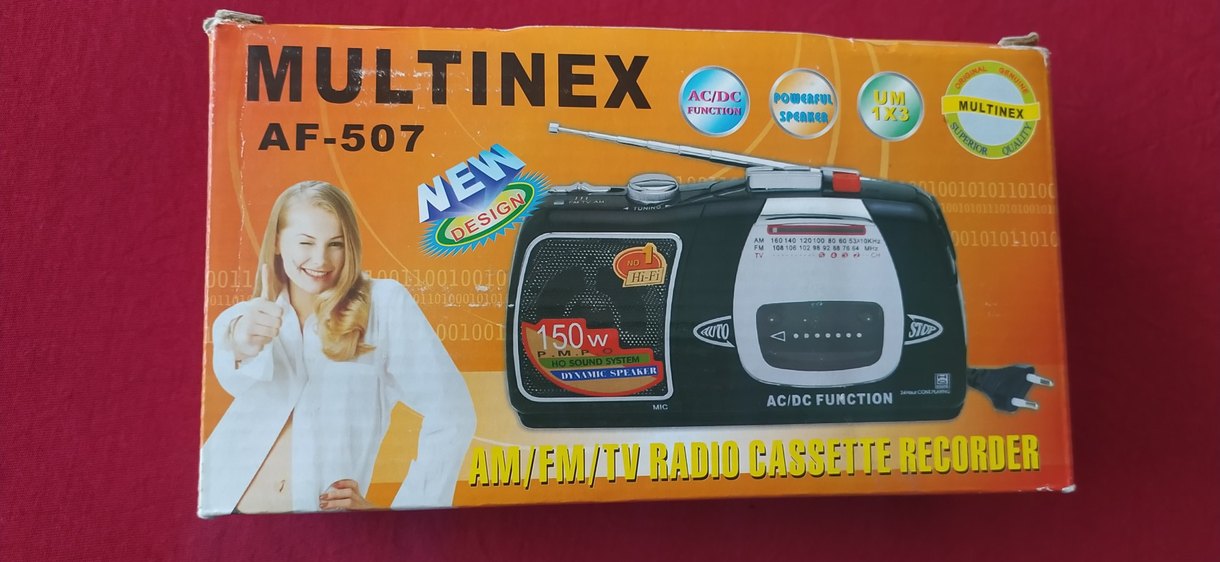 MULTINEX
AF-507
AC/DC
FUNCTION
POWERFUL
SPEAKER
UM
1X3
ORIGINAL GENUINE
MULTINEX
SUPERIOR QUALITY
NEW
DESIGN
TUNING
AM 160 140 120 100 80 60 53X10KHz
FM 108 106 102 98 92 88 76 64 MHz
TV
CH
NO 1
Hi-Fi
150W
P.M.P.O
HQ SOUND SYSTEM
DYNAMIC SPEAKER
MIC
AUTO
STOP
AC/DC FUNCTION
AM/FM/TV RADIO CASSETTE RECORDER